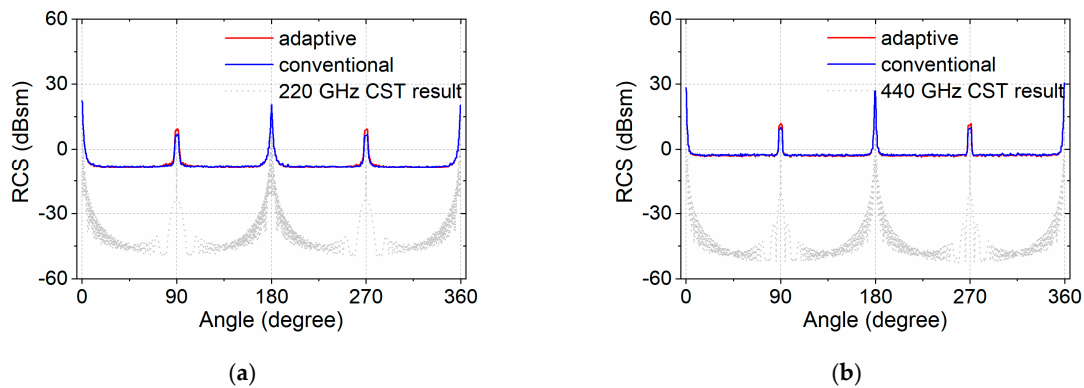 60
30
0
-30
-60
RCS (dBsm)
adaptive
conventional
220 GHz CST result
0 90 180 270 360
Angle (degree)
(a)
60
30
0
-30
-60
RCS (dBsm)
adaptive
conventional
440 GHz CST result
0 90 180 270 360
Angle (degree)
(b)